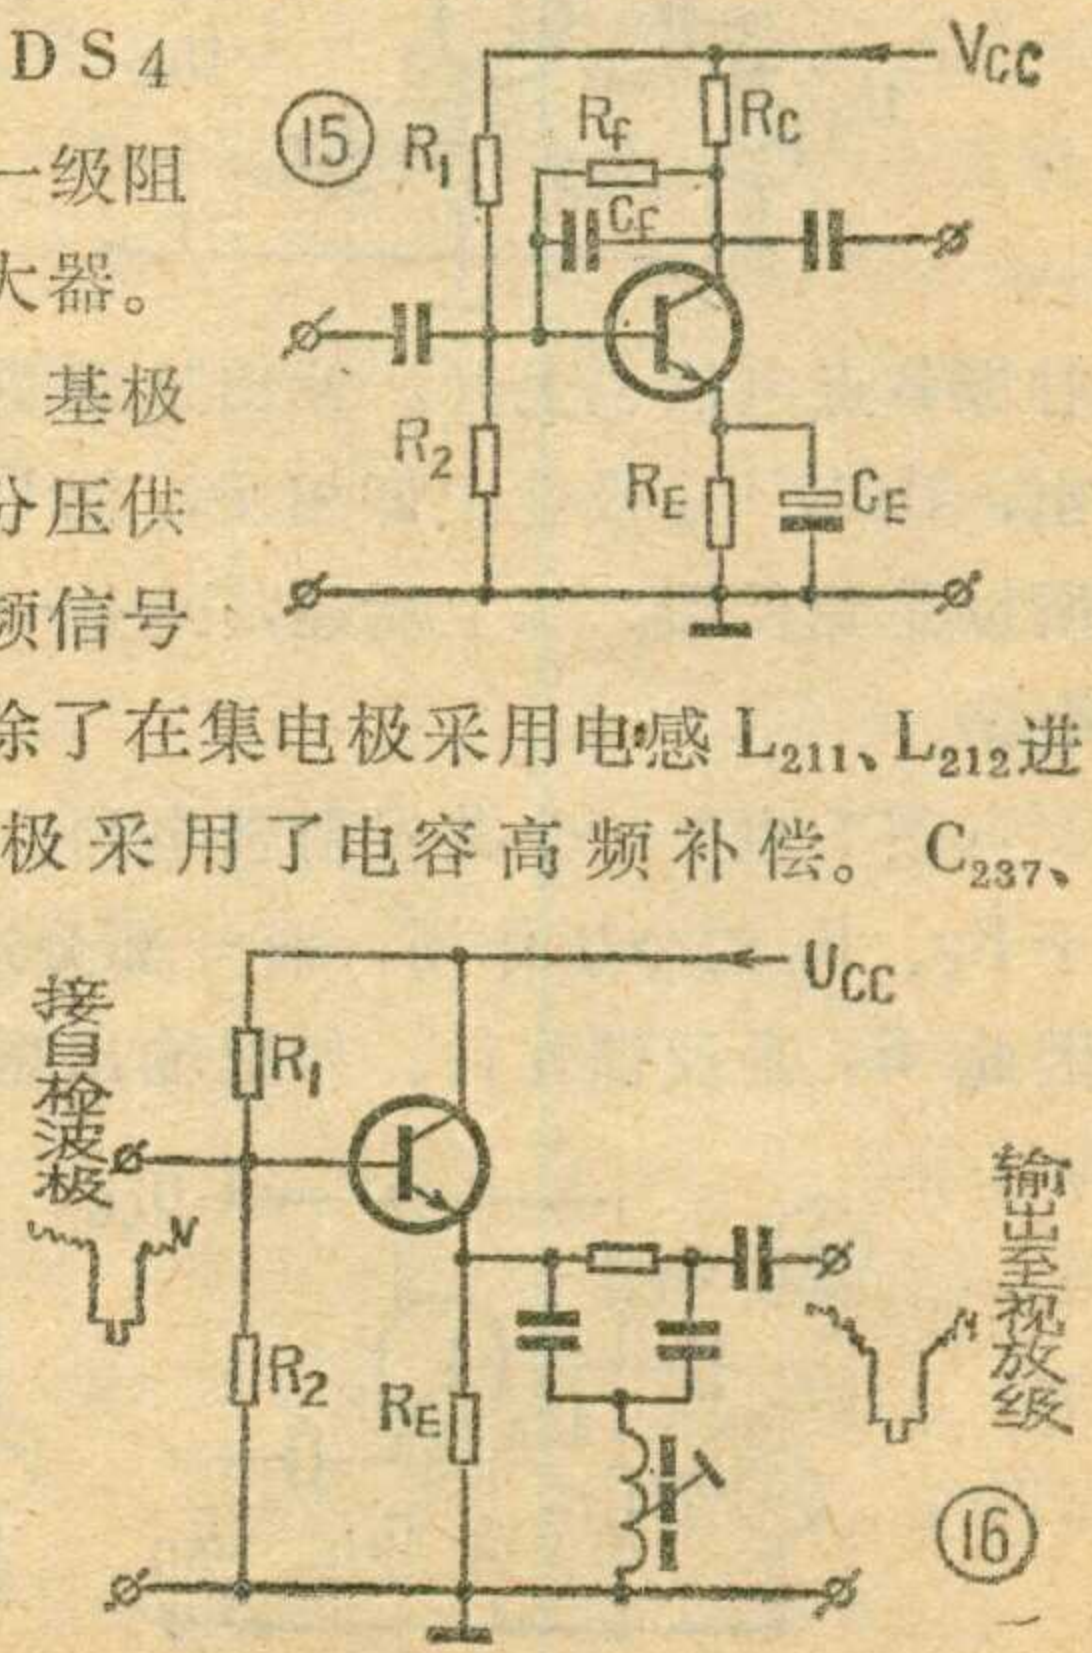 DS4
一级阻
大器。
基极
分压供
频信号
除了在集电极采用电感 L₂₁₁、L₂₁₂进
极采用了电容高频补偿。 C₂₃₇、
⑮
VCC
R₁
Rf
RC
Cf
R₂
RE
CE
UCC
接自检波极
R₁
R₂
RE
输出至视放级
⑯